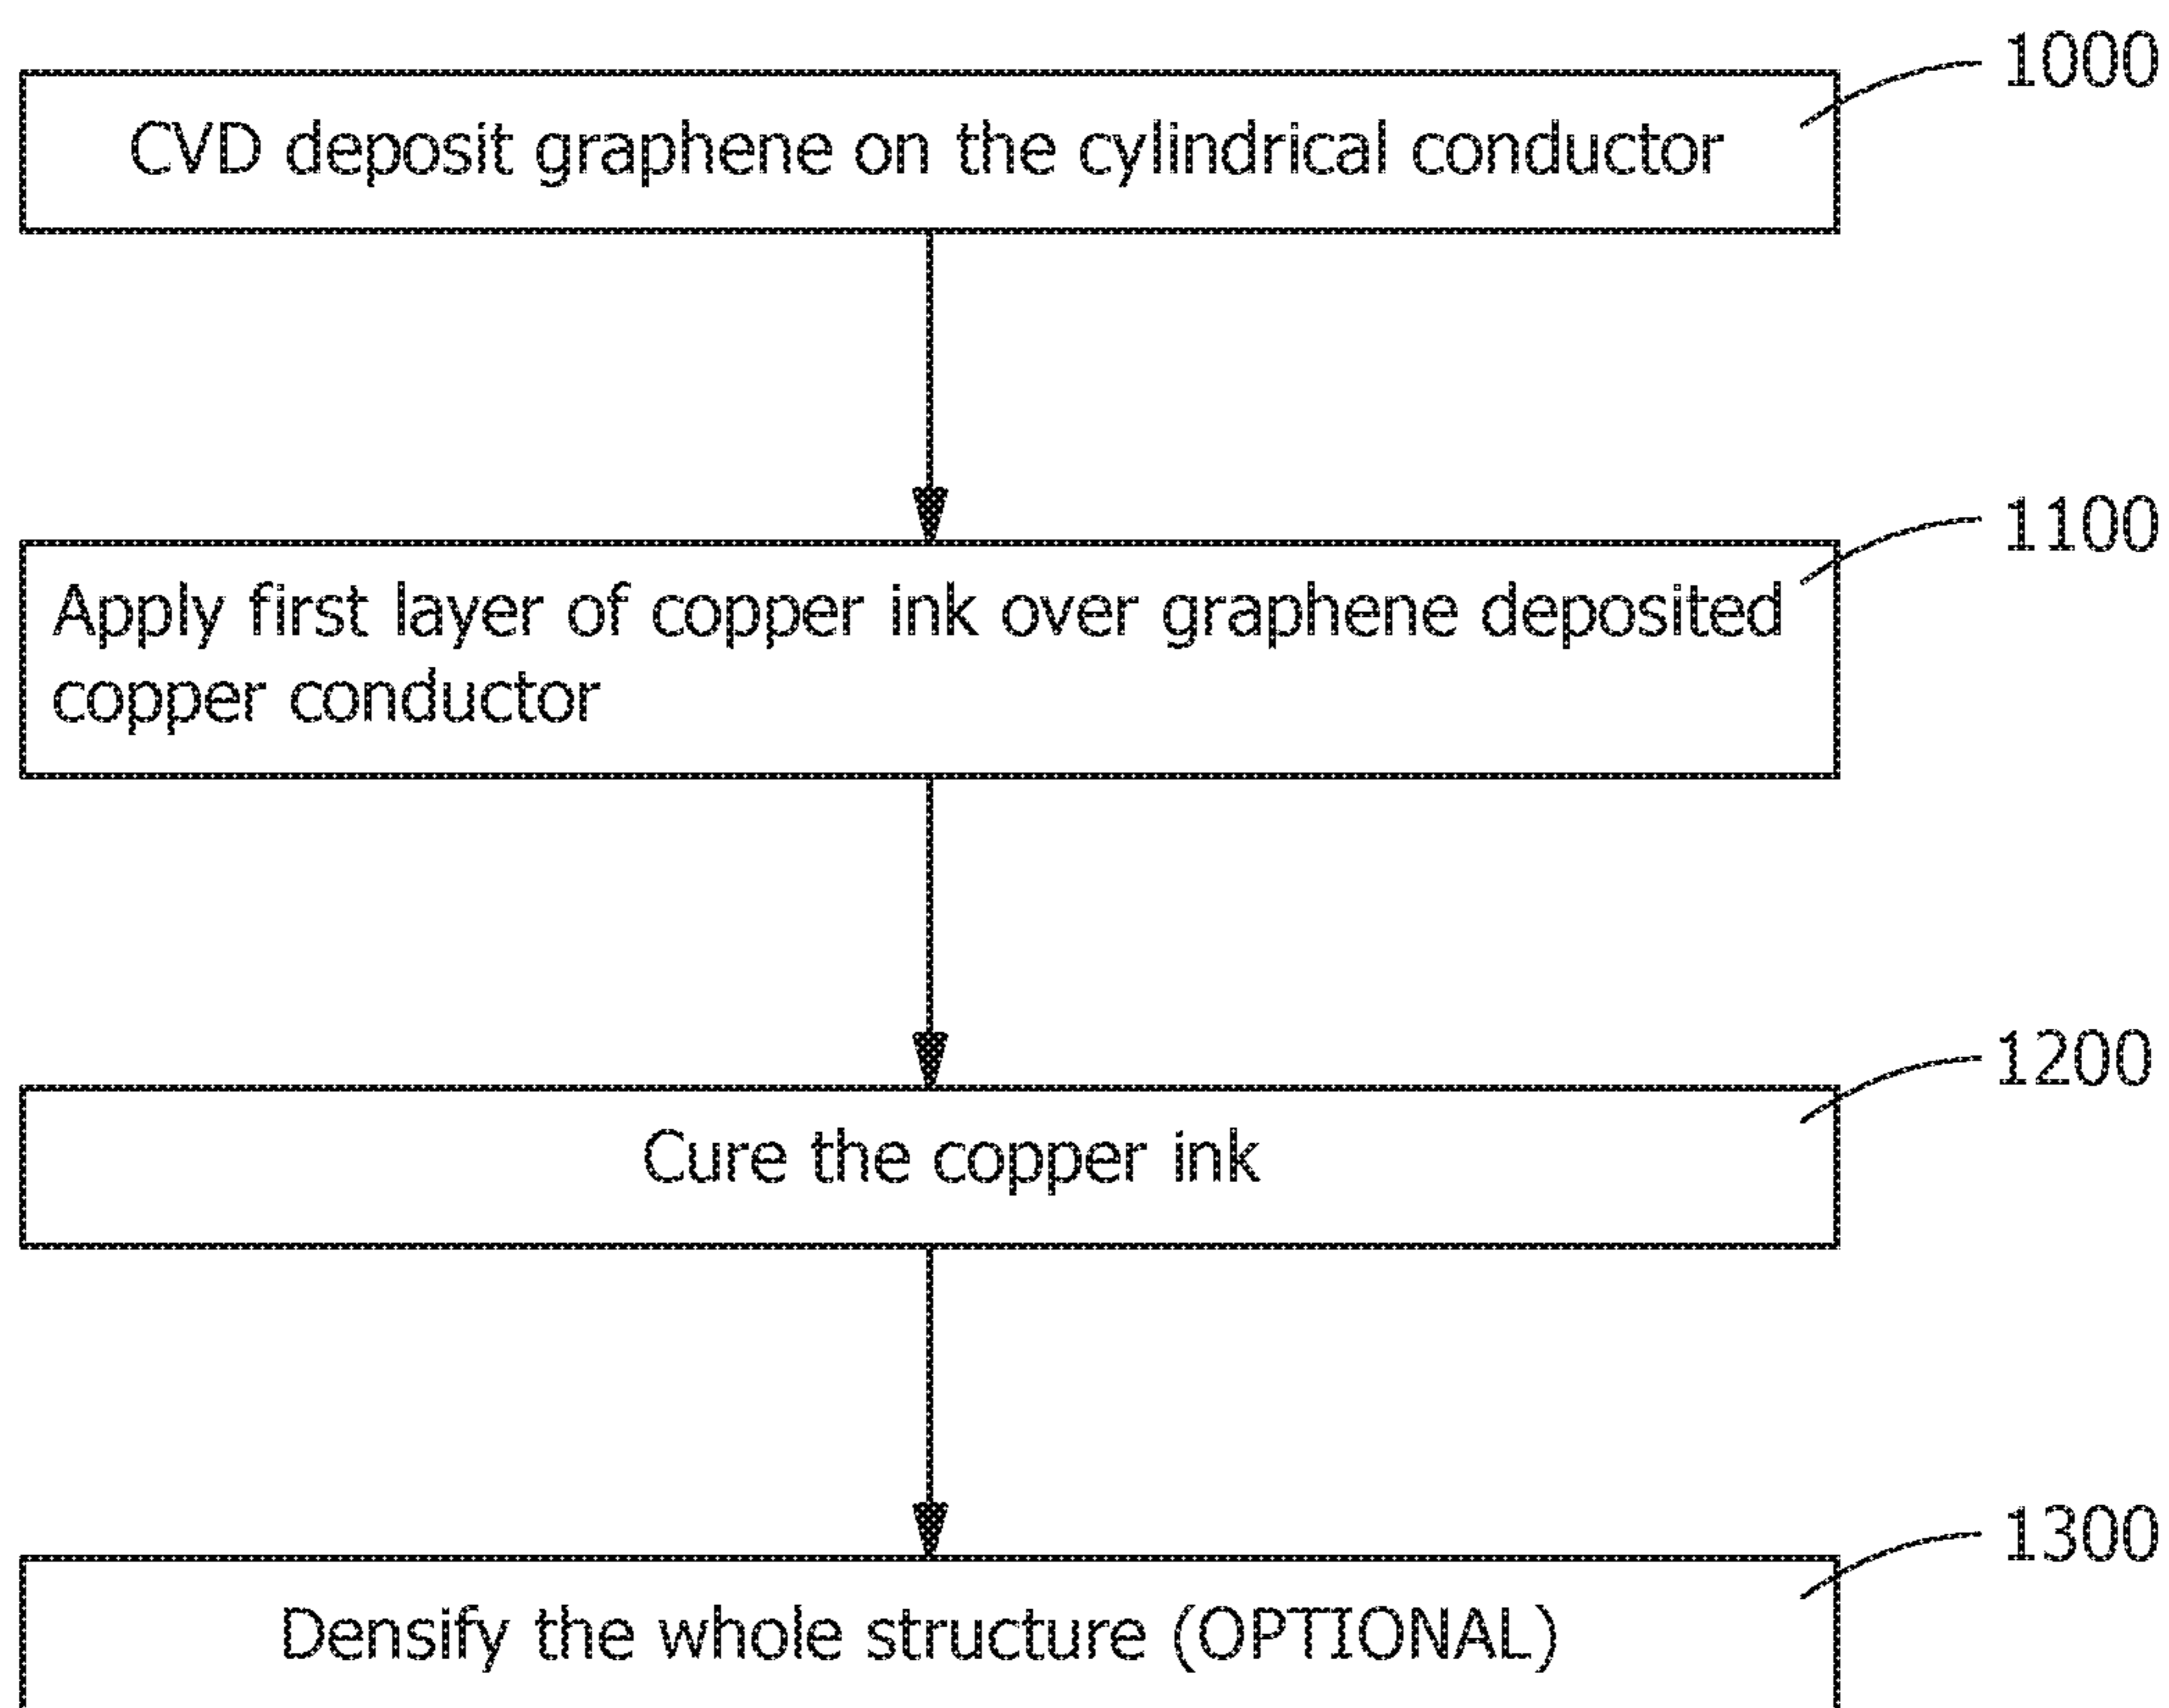 1000
CVD deposit graphene on the cylindrical conductor
1100
Apply first layer of copper ink over graphene deposited
copper conductor
1200
Cure the copper ink
1300
Densify the whole structure (OPTIONAL)